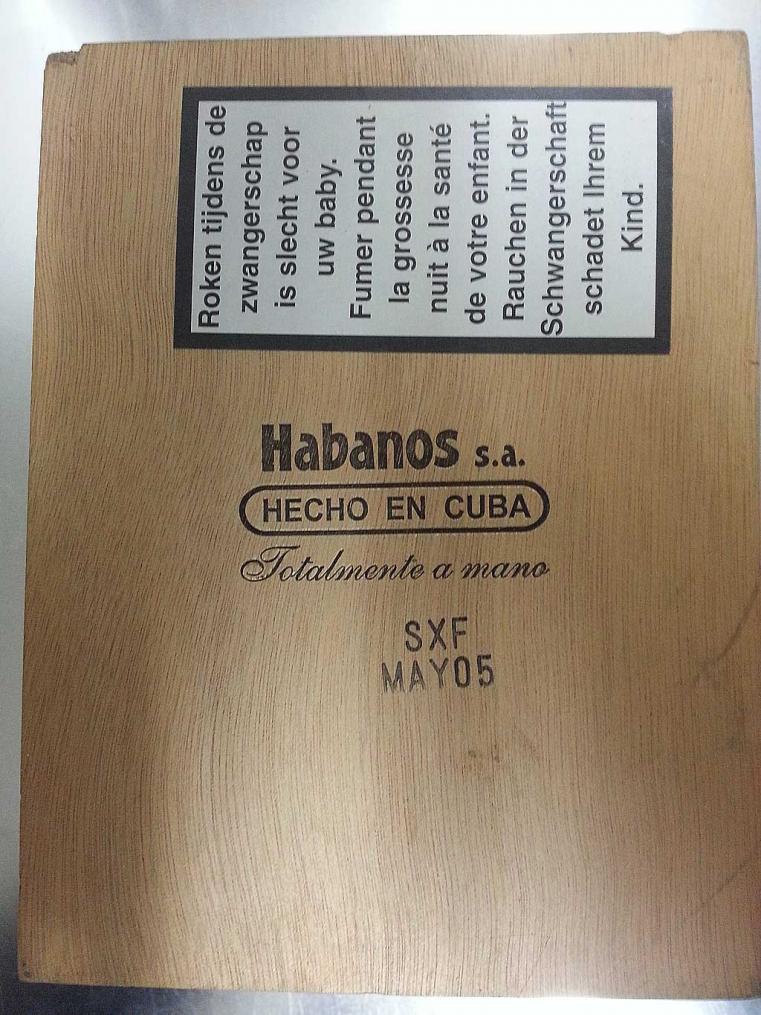 Roken tijdens de
zwangerschap
is slecht voor
uw baby.
Fumer pendant
la grossesse
nuit à la santé
de votre enfant.
Rauchen in der
Schwangerschaft
schadet Ihrem
Kind.
Habanos s.a.
HECHO EN CUBA
Totalmente a mano
SXF
MAY05